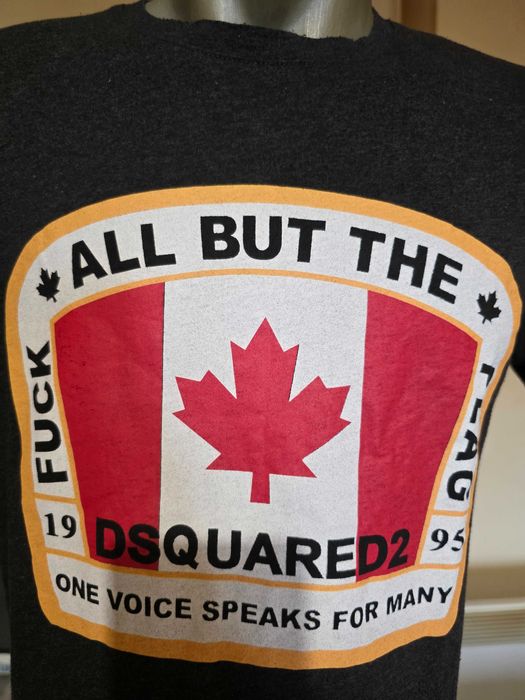 FUCK
ALL BUT THE
FLAG
19
DSQUARED2
95
ONE VOICE SPEAKS FOR MANY